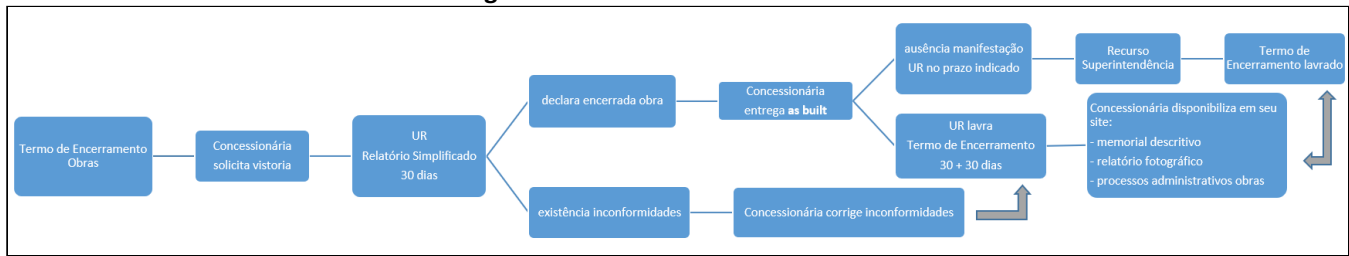 Termo de Encerramento
Obras
Concessionária
solicita vistoria
UR
Relatório Simplificado
30 dias
declara encerrada obra
existência inconformidades
Concessionária
entrega as built
Concessionária corrige inconformidades
ausência manifestação
UR no prazo indicado
UR lavra
Termo de Encerramento
30 + 30 dias
Recurso
Superintendência
Termo de
Encerramento lavrado
Concessionária disponibiliza em seu
site:
- memorial descritivo
- relatório fotográfico
- processos administrativos obras